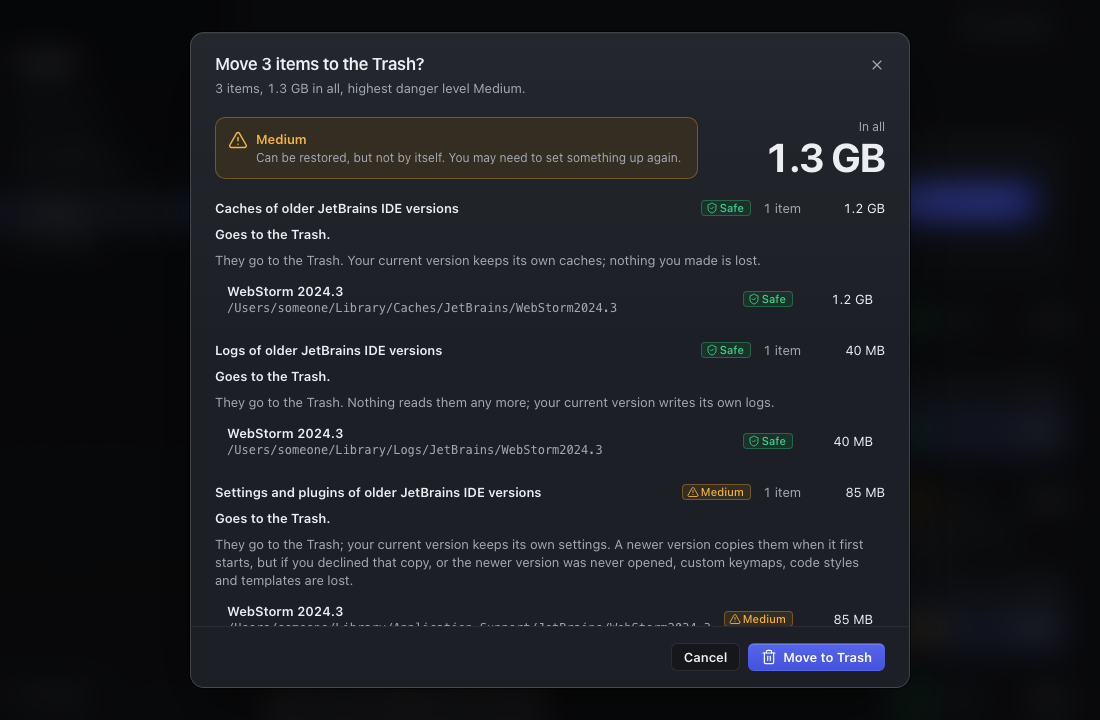 Move 3 items to the Trash?
3 items, 1.3 GB in all, highest danger level Medium.
Medium
Can be restored, but not by itself. You may need to set something up again.
In all
1.3 GB
Caches of older JetBrains IDE versions Safe 1 item 1.2 GB
Goes to the Trash.
They go to the Trash. Your current version keeps its own caches; nothing you made is lost.
WebStorm 2024.3 Safe 1.2 GB
/Users/someone/Library/Caches/JetBrains/WebStorm2024.3
Logs of older JetBrains IDE versions Safe 1 item 40 MB
Goes to the Trash.
They go to the Trash. Nothing reads them any more; your current version writes its own logs.
WebStorm 2024.3 Safe 40 MB
/Users/someone/Library/Logs/JetBrains/WebStorm2024.3
Settings and plugins of older JetBrains IDE versions Medium 1 item 85 MB
Goes to the Trash.
They go to the Trash; your current version keeps its own settings. A newer version copies them when it first
starts, but if you declined that copy, or the newer version was never opened, custom keymaps, code styles
and templates are lost.
WebStorm 2024.3 Medium 85 MB
/Users/someone/Library/Application Support/JetBrains/WebStorm2024.3
Cancel Move to Trash